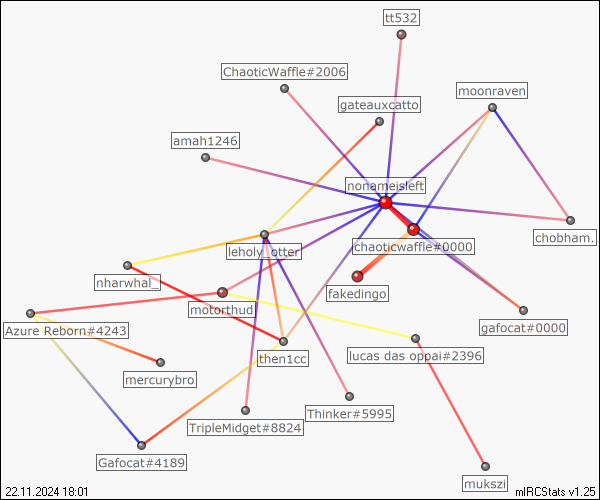 tt532
ChaoticWaffle#2006
moonraven
gateauxcatto
amah1246
nonameisleft
chobham.
chaoticwaffle#0000
leholy_otter
nharwhal_
fakedingo
motorthud
gafocat#0000
Azure Reborn#4243
then1cc
lucas das oppai#2396
mercurybro
Thinker#5995
TripleMidget#8824
Gafocat#4189
mukszi
22.11.2024 18:01
mIRCStats v1.25